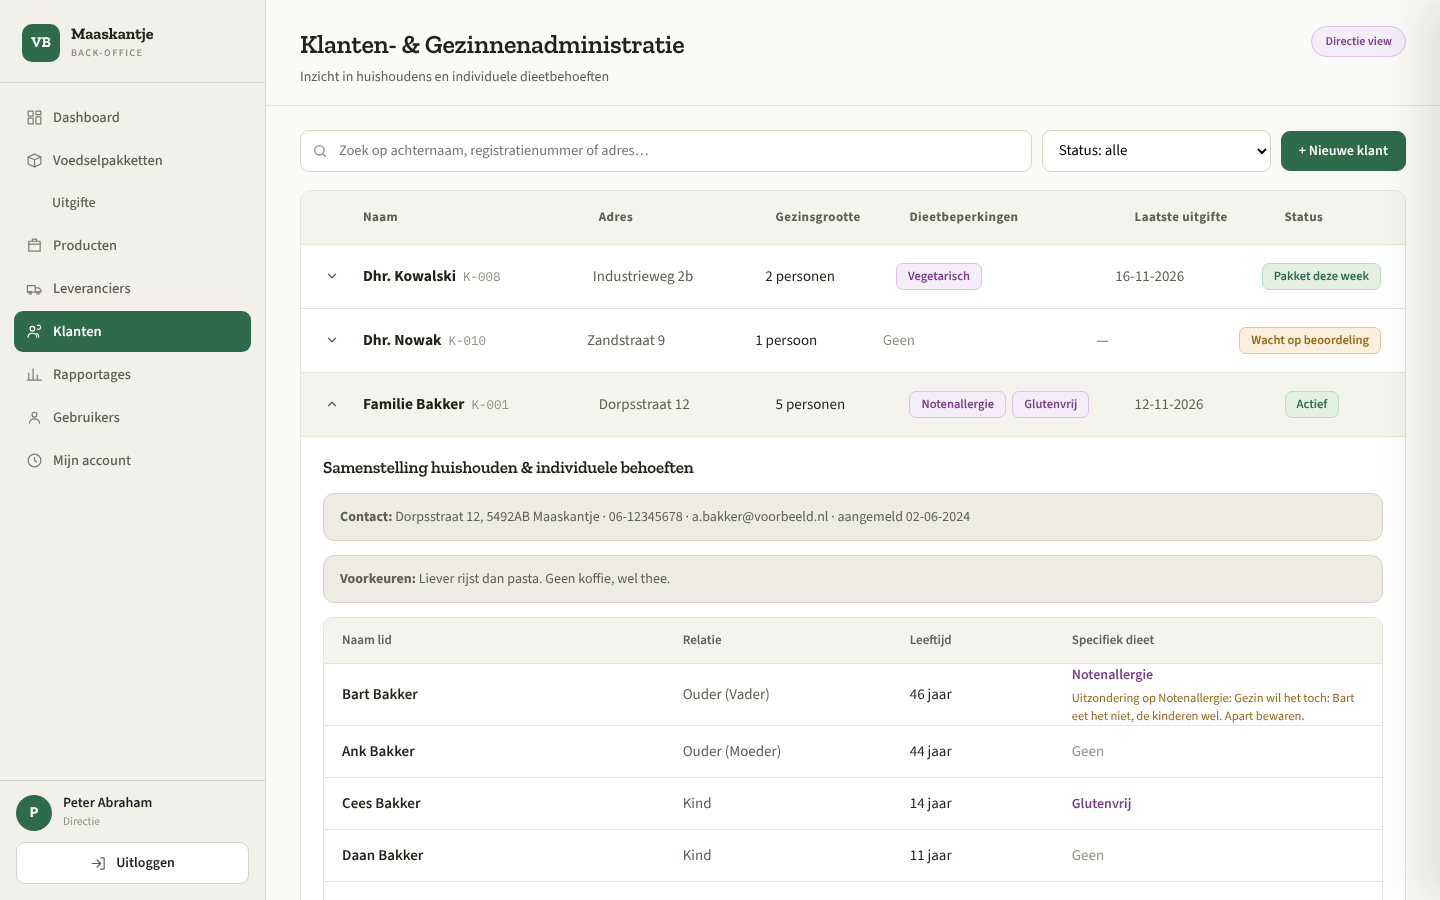 VB
Maaskantje
BACK-OFFICE
Dashboard
Voedselpakketten
Uitgifte
Producten
Leveranciers
Klanten
Rapportages
Gebruikers
Mijn account
P
Peter Abraham
Directie
Uitloggen
Klanten- & Gezinnenadministratie
Inzicht in huishoudens en individuele dieetbehoeften
Directie view
Zoek op achternaam, registratienummer of adres...
Status: alle
+ Nieuwe klant
Naam Adres Gezinsgrootte Dieetbeperkingen Laatste uitgifte Status
Dhr. Kowalski K-008 Industrieweg 2b 2 personen Vegetarisch 16-11-2026 Pakket deze week
Dhr. Nowak K-010 Zandstraat 9 1 persoon Geen — Wacht op beoordeling
Familie Bakker K-001 Dorpsstraat 12 5 personen Notenallergie Glutenvrij 12-11-2026 Actief
Samenstelling huishouden & individuele behoeften
Contact: Dorpsstraat 12, 5492AB Maaskantje · 06-12345678 · a.bakker@voorbeeld.nl · aangemeld 02-06-2024
Voorkeuren: Liever rijst dan pasta. Geen koffie, wel thee.
Naam lid Relatie Leeftijd Specifiek dieet
Bart Bakker Ouder (Vader) 46 jaar Notenallergie
Uitzondering op Notenallergie: Gezin wil het toch: Bart
eet het niet, de kinderen wel. Apart bewaren.
Ank Bakker Ouder (Moeder) 44 jaar Geen
Cees Bakker Kind 14 jaar Glutenvrij
Daan Bakker Kind 11 jaar Geen